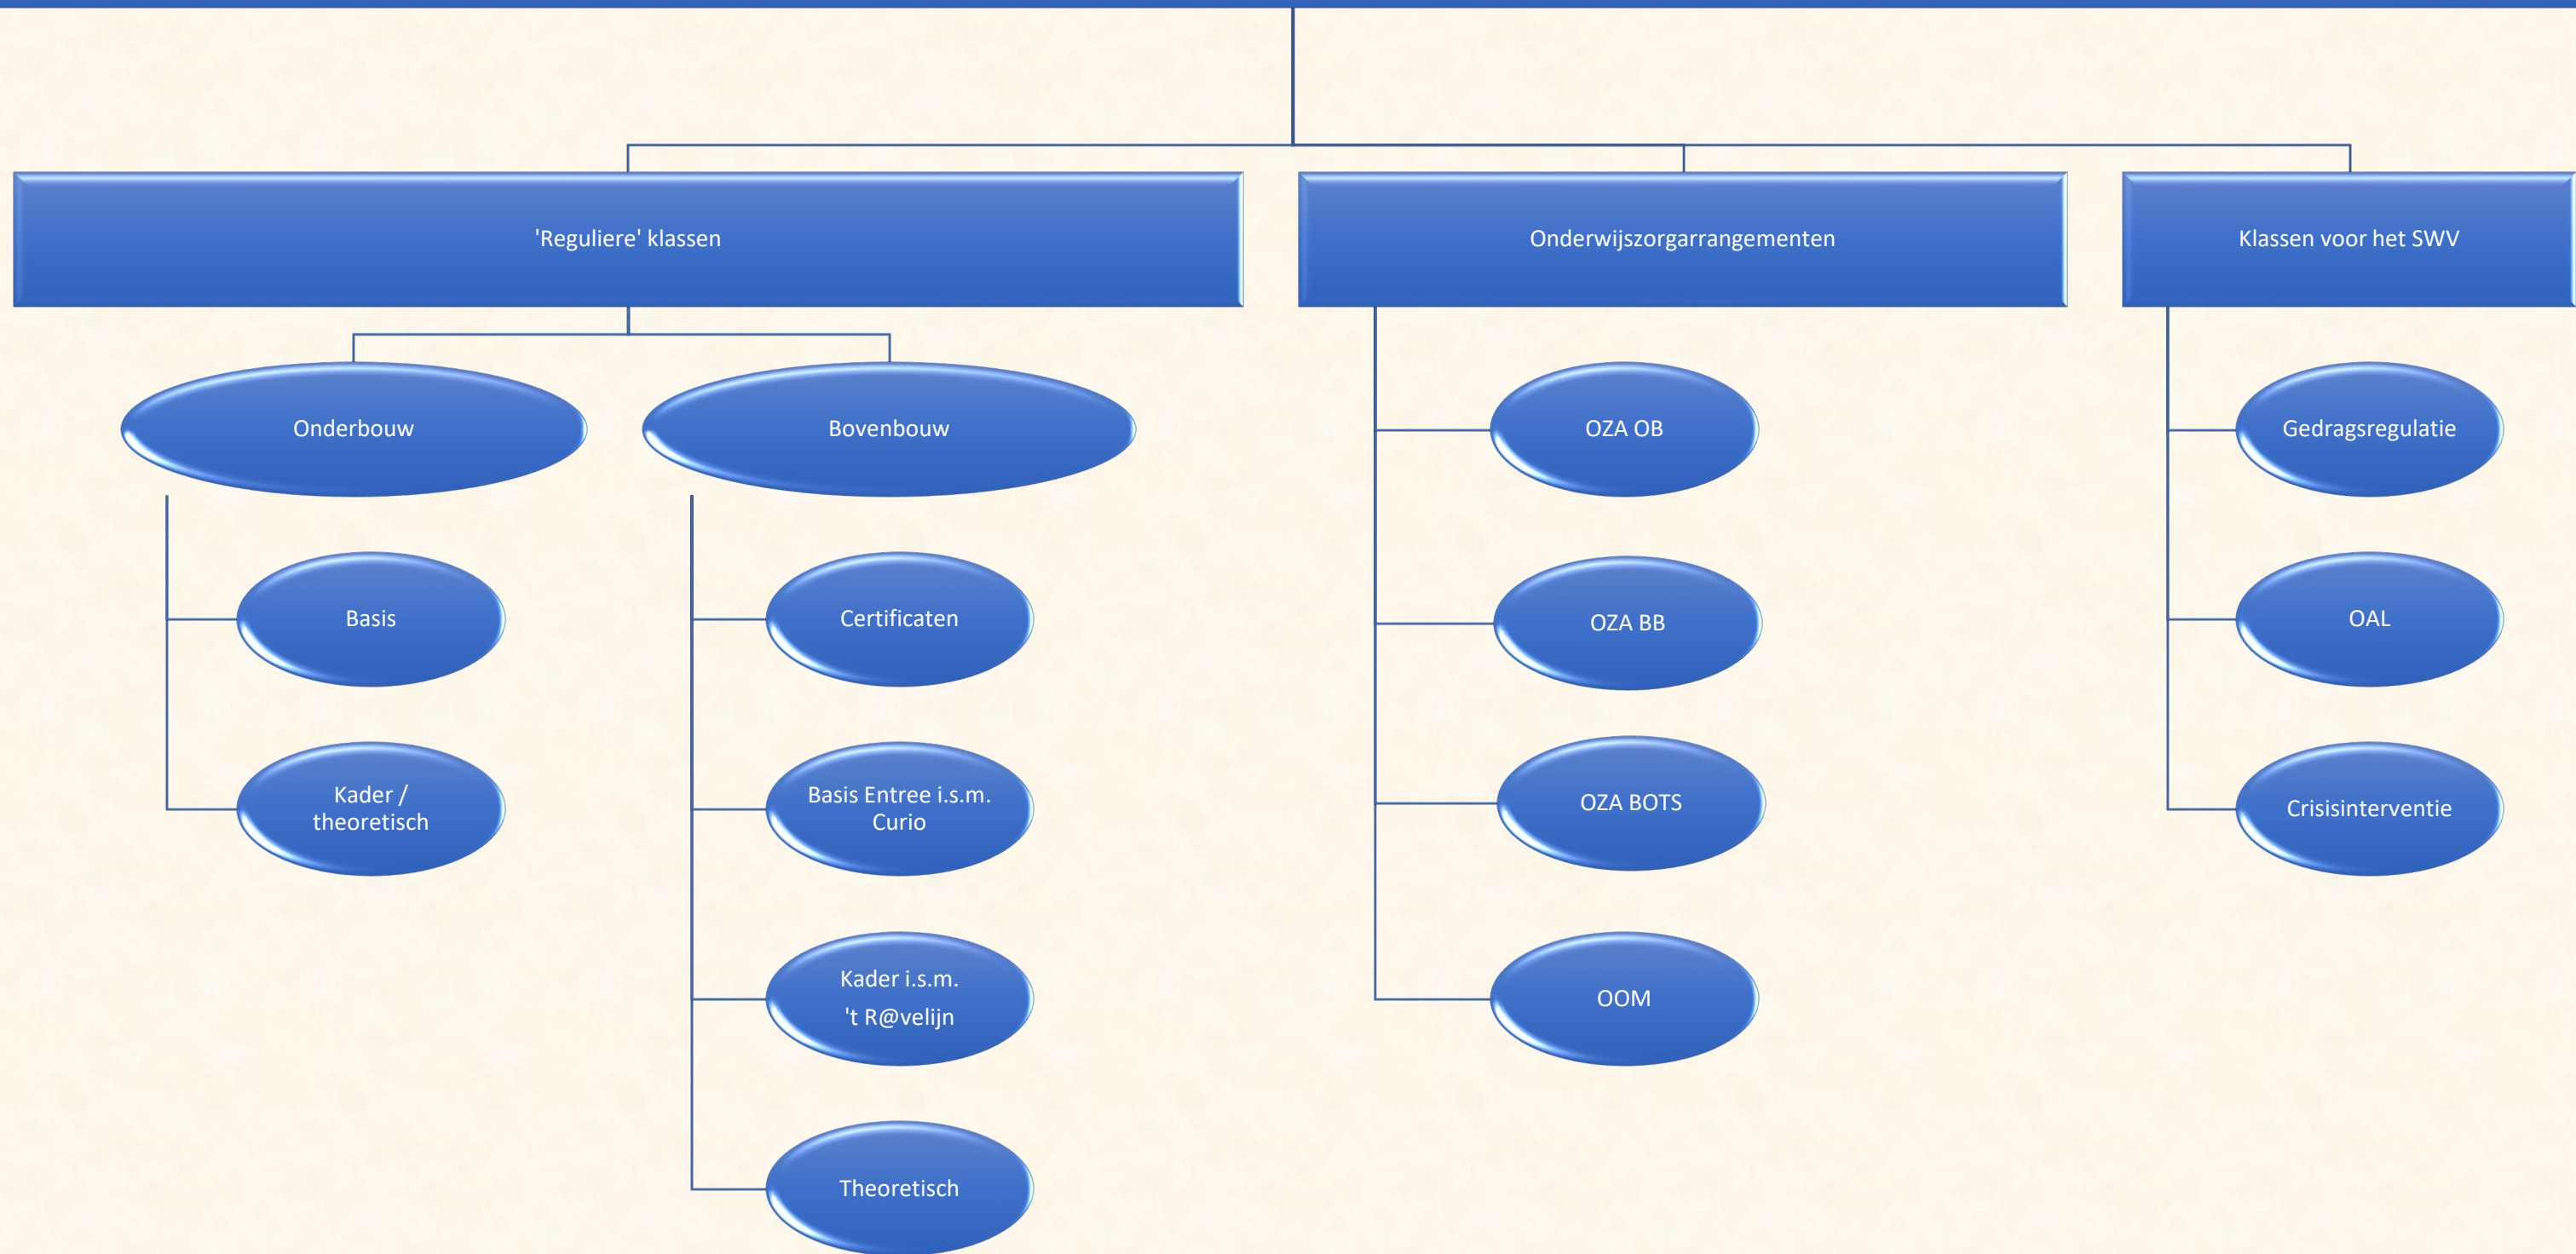 'Reguliere' klassen
Onderwijszorgarrangementen
Klassen voor het SWV
Onderbouw
Bovenbouw
OZA OB
Gedragsregulatie
Basis
Certificaten
OZA BB
OAL
Kader /
theoretisch
Basis Entree i.s.m.
Curio
OZA BOTS
Crisisinterventie
Kader i.s.m.
't R@velijn
OOM
Theoretisch